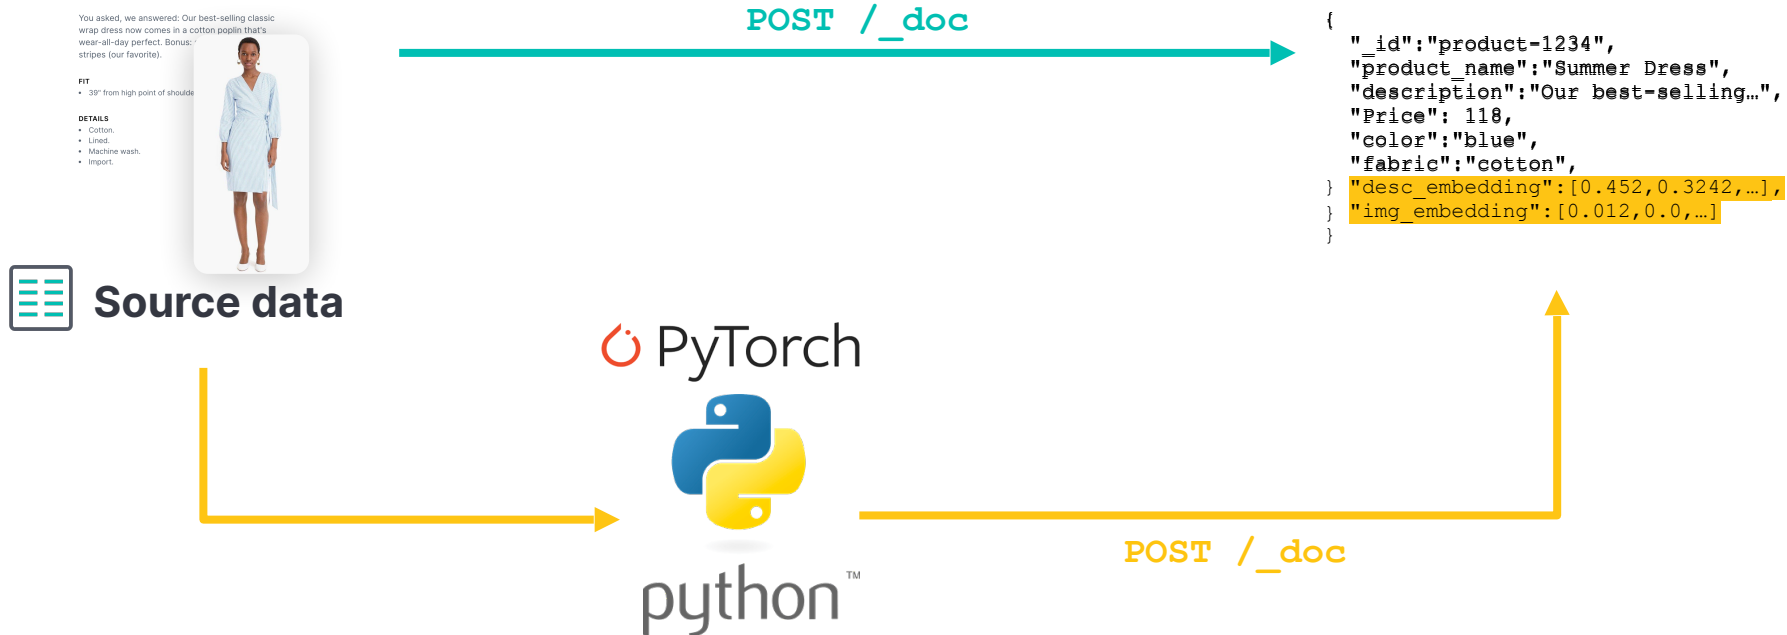 You asked, we answered: Our best-selling classic
wrap dress now comes in a cotton poplin that's
wear-all-day perfect. Bonus:
stripes (our favorite).
FIT
• 39" from high point of shoulde
DETAILS
• Cotton.
• Lined.
• Machine wash.
• Import.
Source data
POST /_doc
{
"_id":"product-1234",
"product_name":"Summer Dress",
"description":"Our best-selling…",
"Price": 118,
"color":"blue",
"fabric":"cotton",
} "desc_embedding":[0.452,0.3242,…],
} "img_embedding":[0.012,0.0,…]
}
PyTorch
python™
POST /_doc